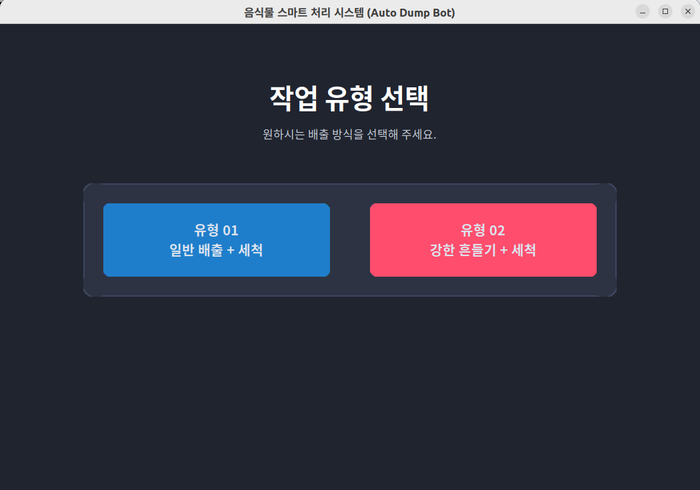 음식물 스마트 처리 시스템 (Auto Dump Bot)
작업 유형 선택
원하시는 배출 방식을 선택해 주세요.
유형 01
일반 배출 + 세척
유형 02
강한 흔들기 + 세척